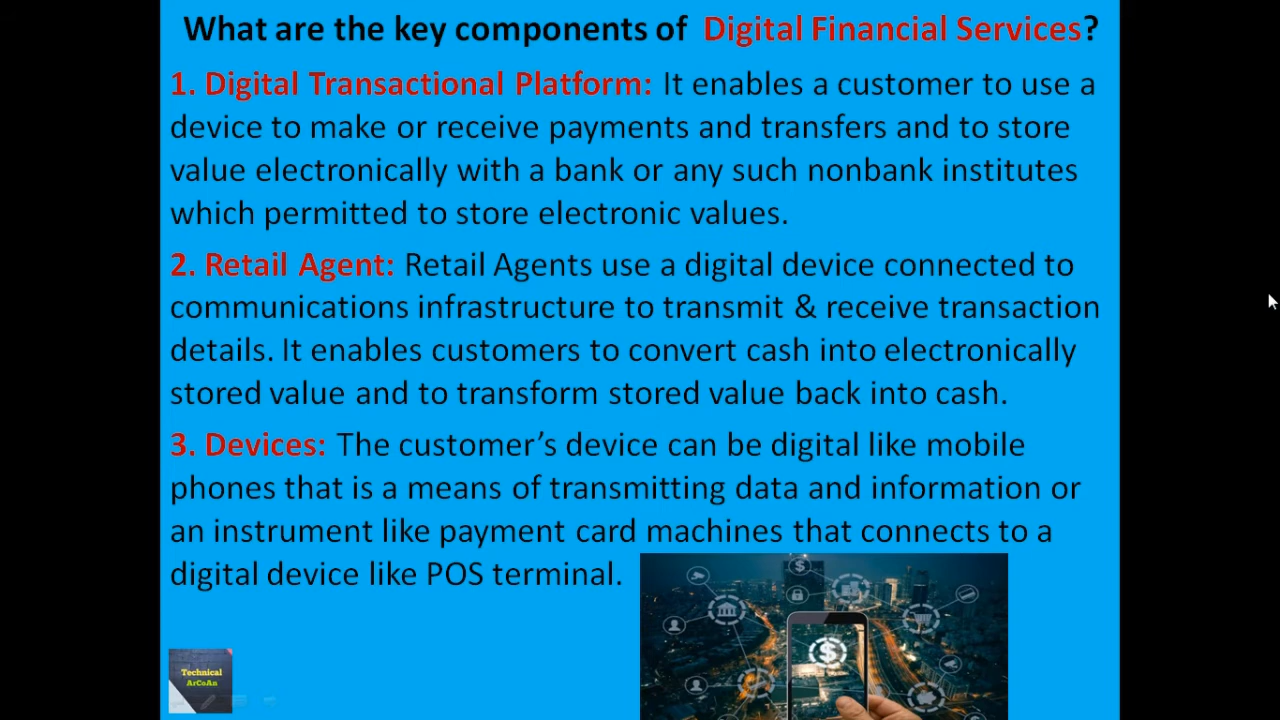 What are the key components of Digital Financial Services?
1. Digital Transactional Platform: It enables a customer to use a
device to make or receive payments and transfers and to store
value electronically with a bank or any such nonbank institutes
which permitted to store electronic values.
2. Retail Agent: Retail Agents use a digital device connected to
communications infrastructure to transmit & receive transaction
details. It enables customers to convert cash into electronically
stored value and to transform stored value back into cash.
3. Devices: The customer’s device can be digital like mobile
phones that is a means of transmitting data and information or
an instrument like payment card machines that connects to a
digital device like POS terminal.
Technical
ArCoAn